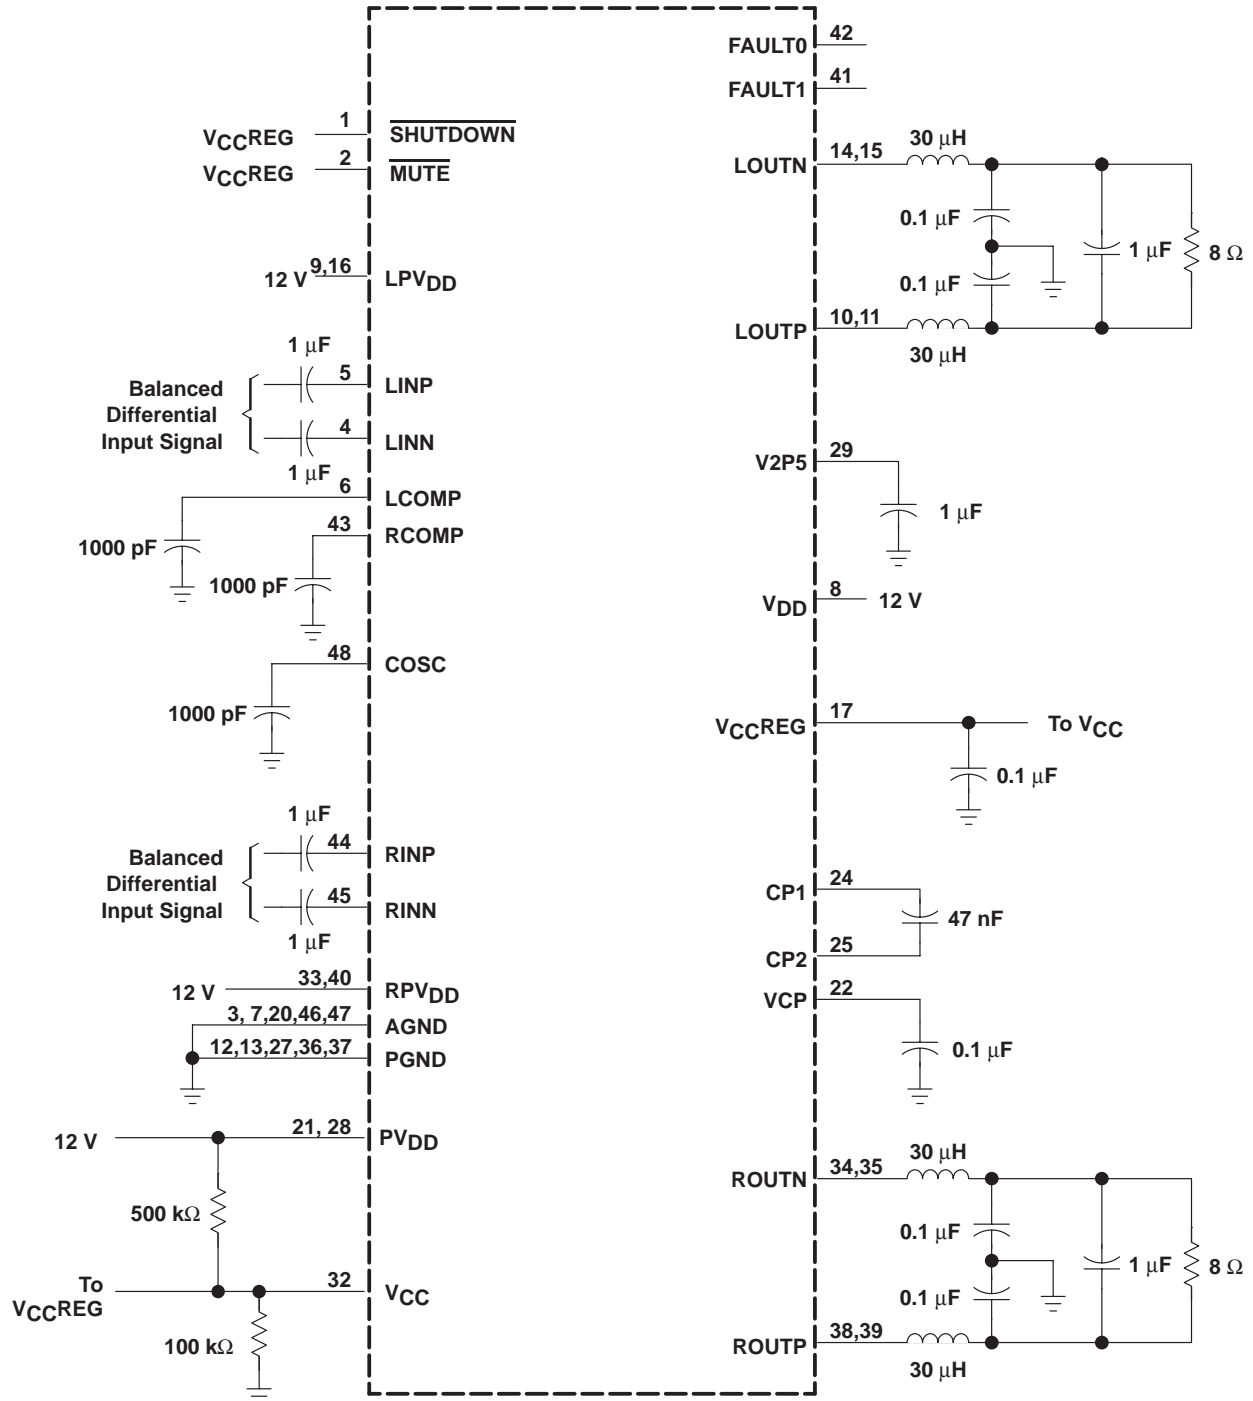 FAULT0 42
FAULT1 41
VCCREG 1 SHUTDOWN
VCCREG 2 MUTE
LOUTN 14,15 30 μH
0.1 μF
0.1 μF
1 μF
8 Ω
LOUTP 10,11 30 μH
12 V 9,16 LPVDD
1 μF
Balanced
Differential
Input Signal
5 LINP
4 LINN
1 μF
6 LCOMP
1000 pF
43 RCOMP
1000 pF
48 COSC
1000 pF
V2P5 29
1 μF
VDD 8 12 V
VCCREG 17 To VCC
0.1 μF
1 μF
Balanced
Differential
Input Signal
44 RINP
45 RINN
1 μF
CP1 24
47 nF
CP2 25
VCP 22
0.1 μF
12 V 33,40 RPVDD
3, 7,20,46,47 AGND
12,13,27,36,37 PGND
12 V 21, 28 PVDD
500 kΩ
To
VCCREG
32 VCC
100 kΩ
ROUTN 34,35 30 μH
0.1 μF
0.1 μF
1 μF
8 Ω
ROUTP 38,39 30 μH